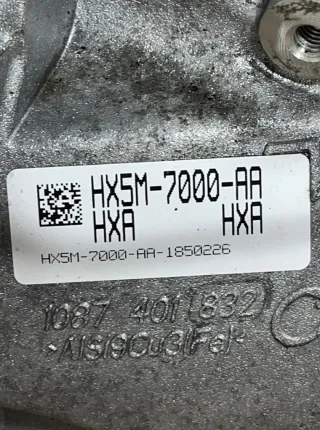 HX5M-7000-AA
HXA HXA
HX5M-7000-AA-1850226
1087 401 832
>AlSi9Cu3(Fe)<